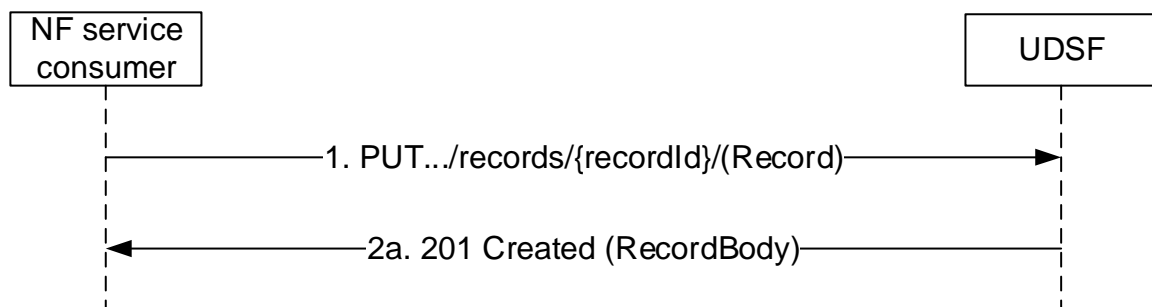 NF service
consumer
UDSF
1. PUT.../records/{recordId}/(Record)
2a. 201 Created (RecordBody)